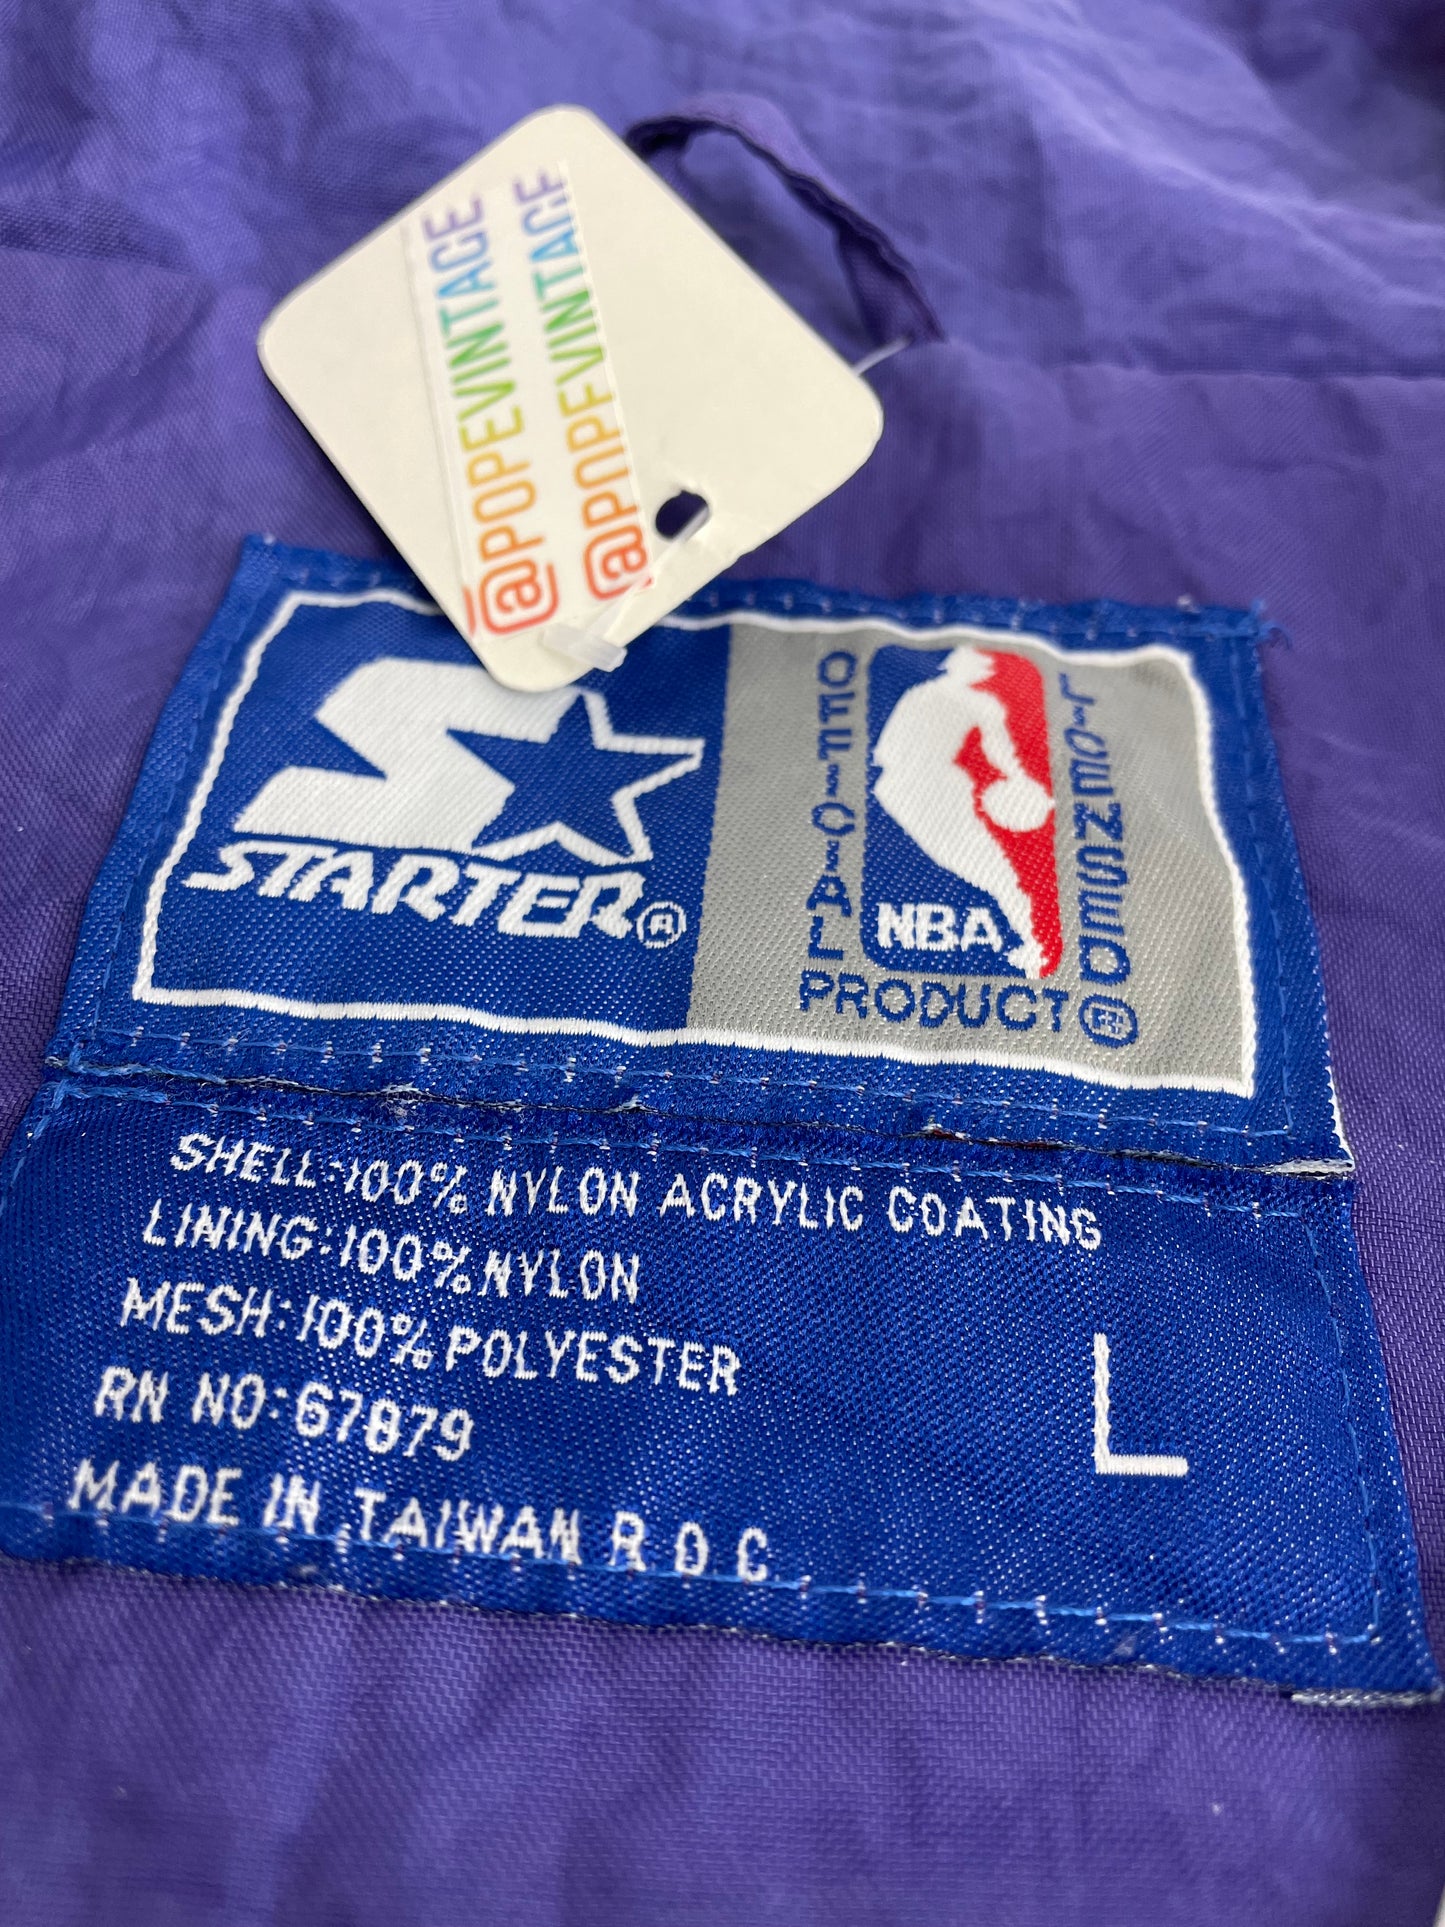 @POPEVINTAGE
@POPEVINTAGE
STARTER®
OFFICIAL
LICENSED
NBA
PRODUCT®
SHELL:100% NYLON ACRYLIC COATING
LINING:100% NYLON
MESH:100% POLYESTER
RN NO:67879
MADE IN TAIWAN R O C
L